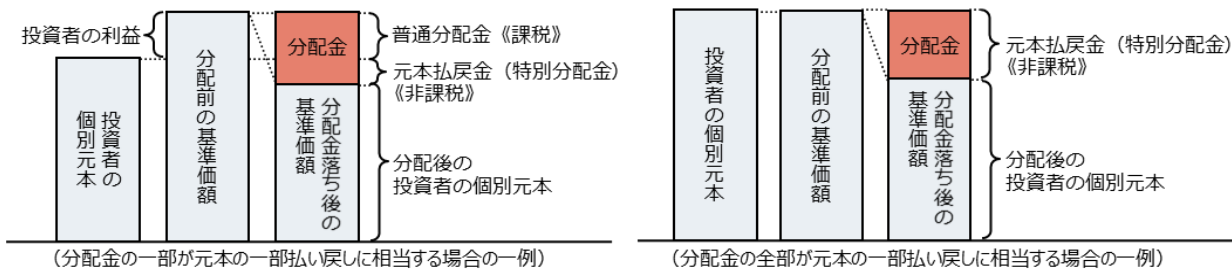 投資者の利益
投資者の
個別元本
分配前の基準価額
分配金
分配金落ち後の
基準価額
普通分配金《課税》
元本払戻金（特別分配金）
《非課税》
分配後の
投資者の個別元本
（分配金の一部が元本の一部払い戻しに相当する場合の一例）
投資者の個別元本
分配前の基準価額
分配金
分配金落ち後の
基準価額
元本払戻金（特別分配金）
《非課税》
分配後の
投資者の個別元本
（分配金の全部が元本の一部払い戻しに相当する場合の一例）